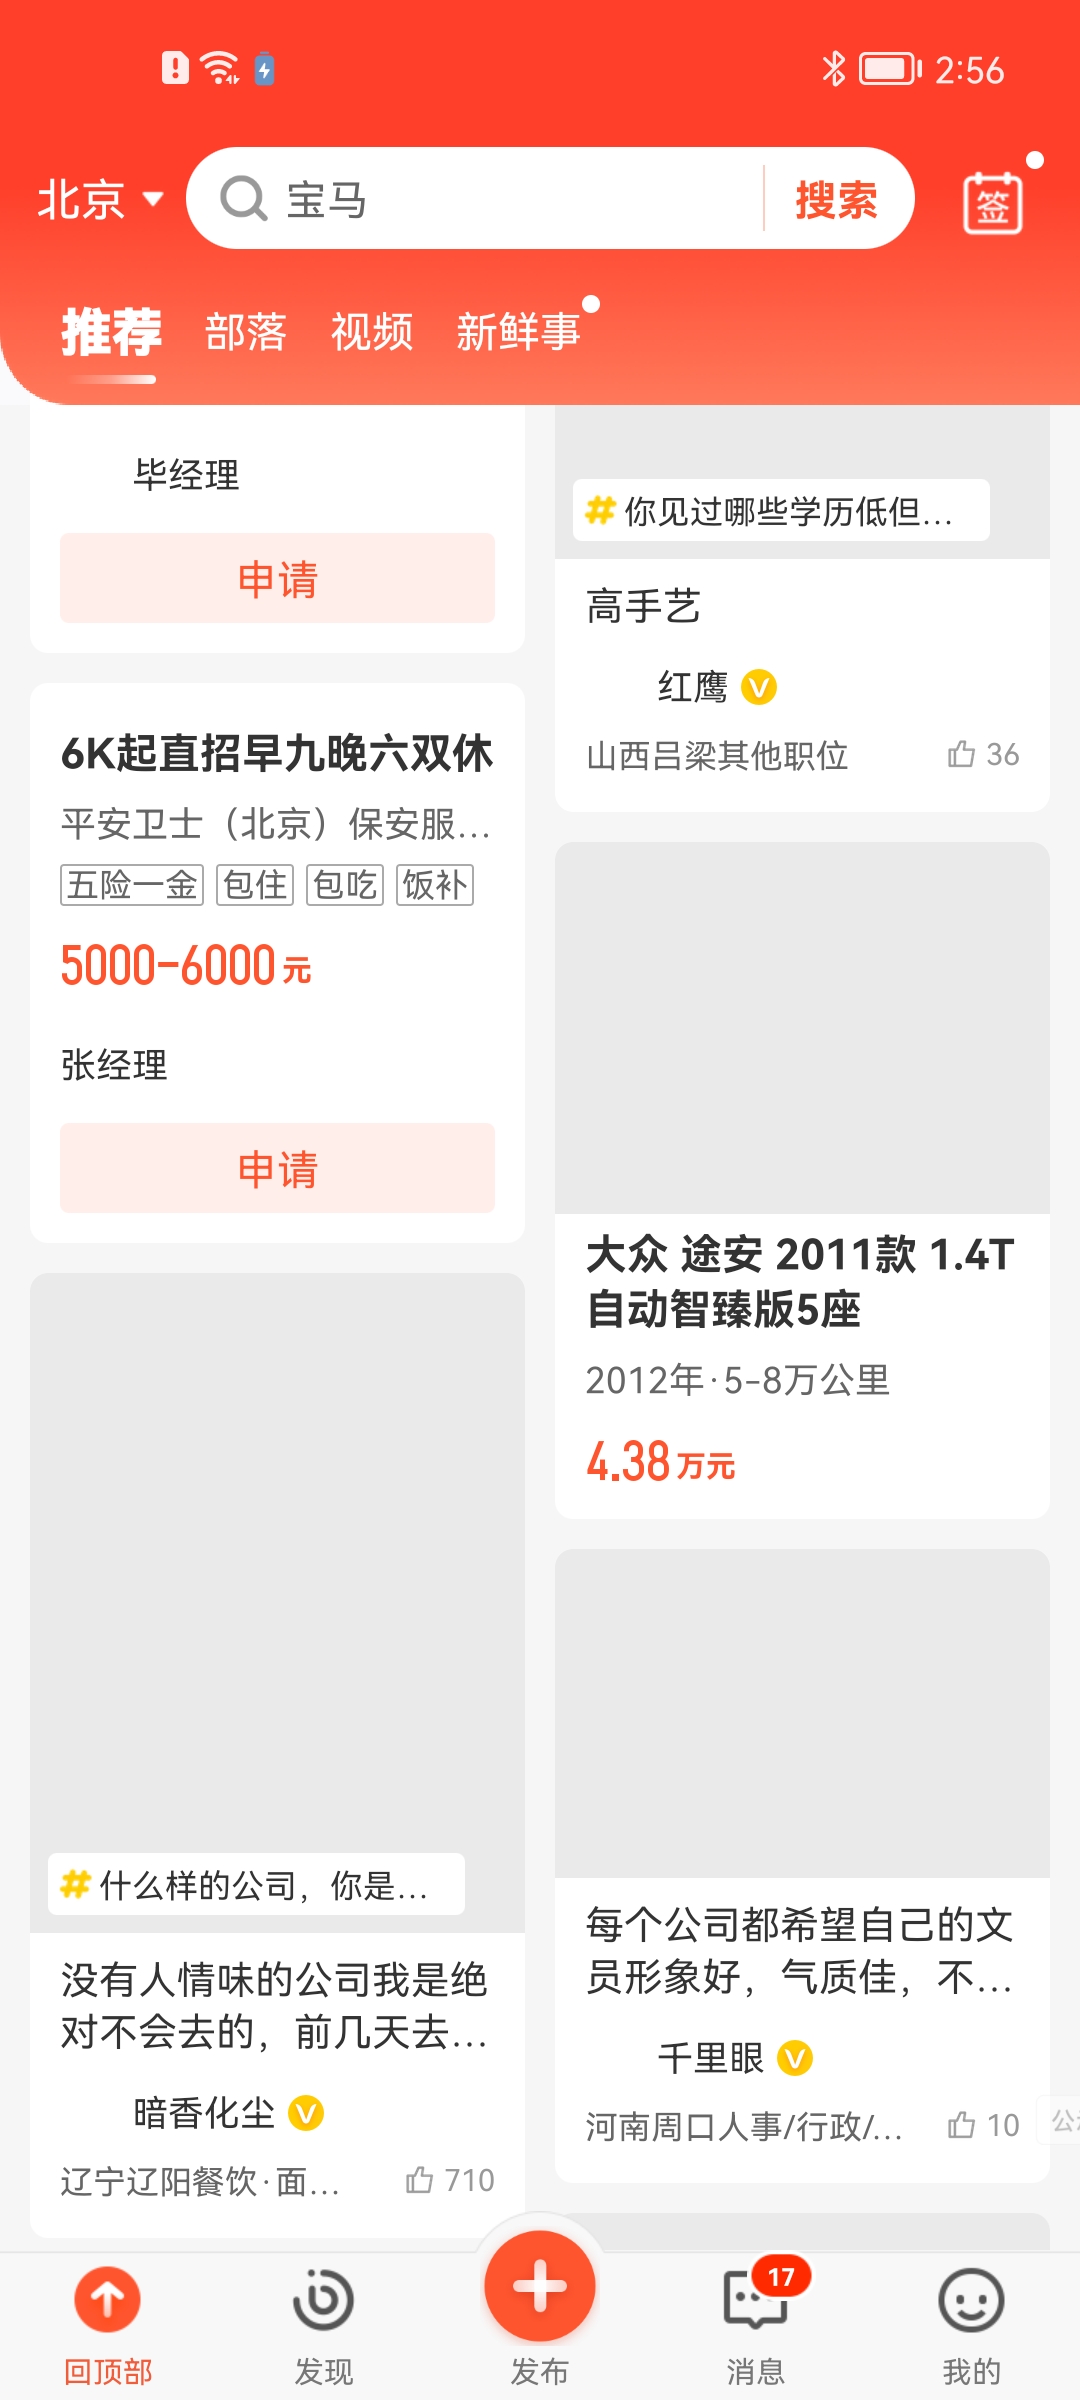 2:56
北京
宝马
搜索
签
推荐
部落
视频
新鲜事
毕经理
申请
6K起直招早九晚六双休
平安卫士（北京）保安服...
五险一金
包住
包吃
饭补
5000-6000元
张经理
申请
#什么样的公司，你是...
没有人情味的公司我是绝
对不会去的，前几天去...
暗香化尘
辽宁辽阳餐饮·面...
710
#你见过哪些学历低但...
高手艺
红鹰
山西吕梁其他职位
36
大众 途安 2011款 1.4T
自动智臻版5座
2012年·5-8万公里
4.38万元
每个公司都希望自己的文
员形象好，气质佳，不...
千里眼
河南周口人事/行政/...
10
公
回顶部
发现
发布
17
消息
我的